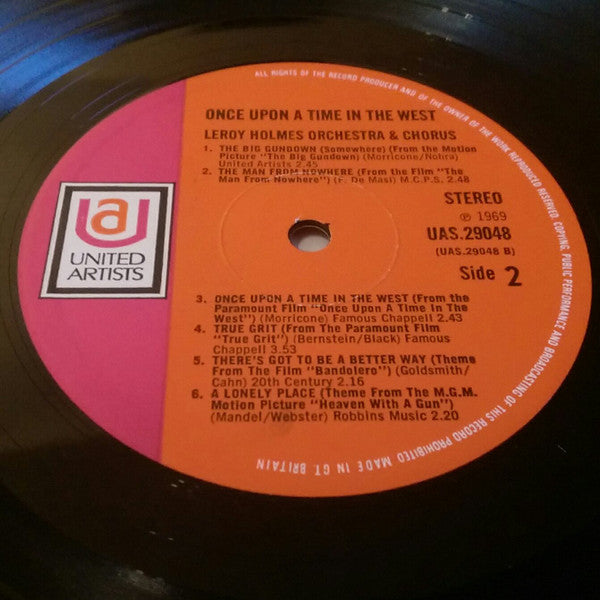 ALL RIGHTS OF THE RECORD PRODUCER AND OF THE OWNER OF THE WORK REPRODUCED RESERVED. COPYING, PUBLIC PERFORMANCE AND BROADCASTING OF THIS RECORD PROHIBITED
ONCE UPON A TIME IN THE WEST
LEROY HOLMES ORCHESTRA & CHORUS
1. THE BIG GUNDOWN (Somewhere) (From the Motion
Picture "The Big Gundown) (Morricone/Nohra)
United Artists 2.45
2. THE MAN FROM NOWHERE (From the Film "The
Man From Nowhere") (F. De Masi) M.C.P.S. 2.48
STEREO
℗ 1969
UAS.29048
(UAS.29048 B)
Side 2
ua
UNITED
ARTISTS
3. ONCE UPON A TIME IN THE WEST (From the
Paramount Film "Once Upon A Time In The
West") (Morricone) Famous Chappell 2.43
4. TRUE GRIT (From The Paramount Film
"True Grit") (Bernstein/Black) Famous
Chappell 3.53
5. THERE'S GOT TO BE A BETTER WAY (Theme
From The Film "Bandolero") (Goldsmith/
Cahn) 20th Century 2.16
6. A LONELY PLACE (Theme From The M.G.M.
Motion Picture "Heaven With A Gun")
(Mandel/Webster) Robbins Music 2.20
MADE IN GT. BRITAIN